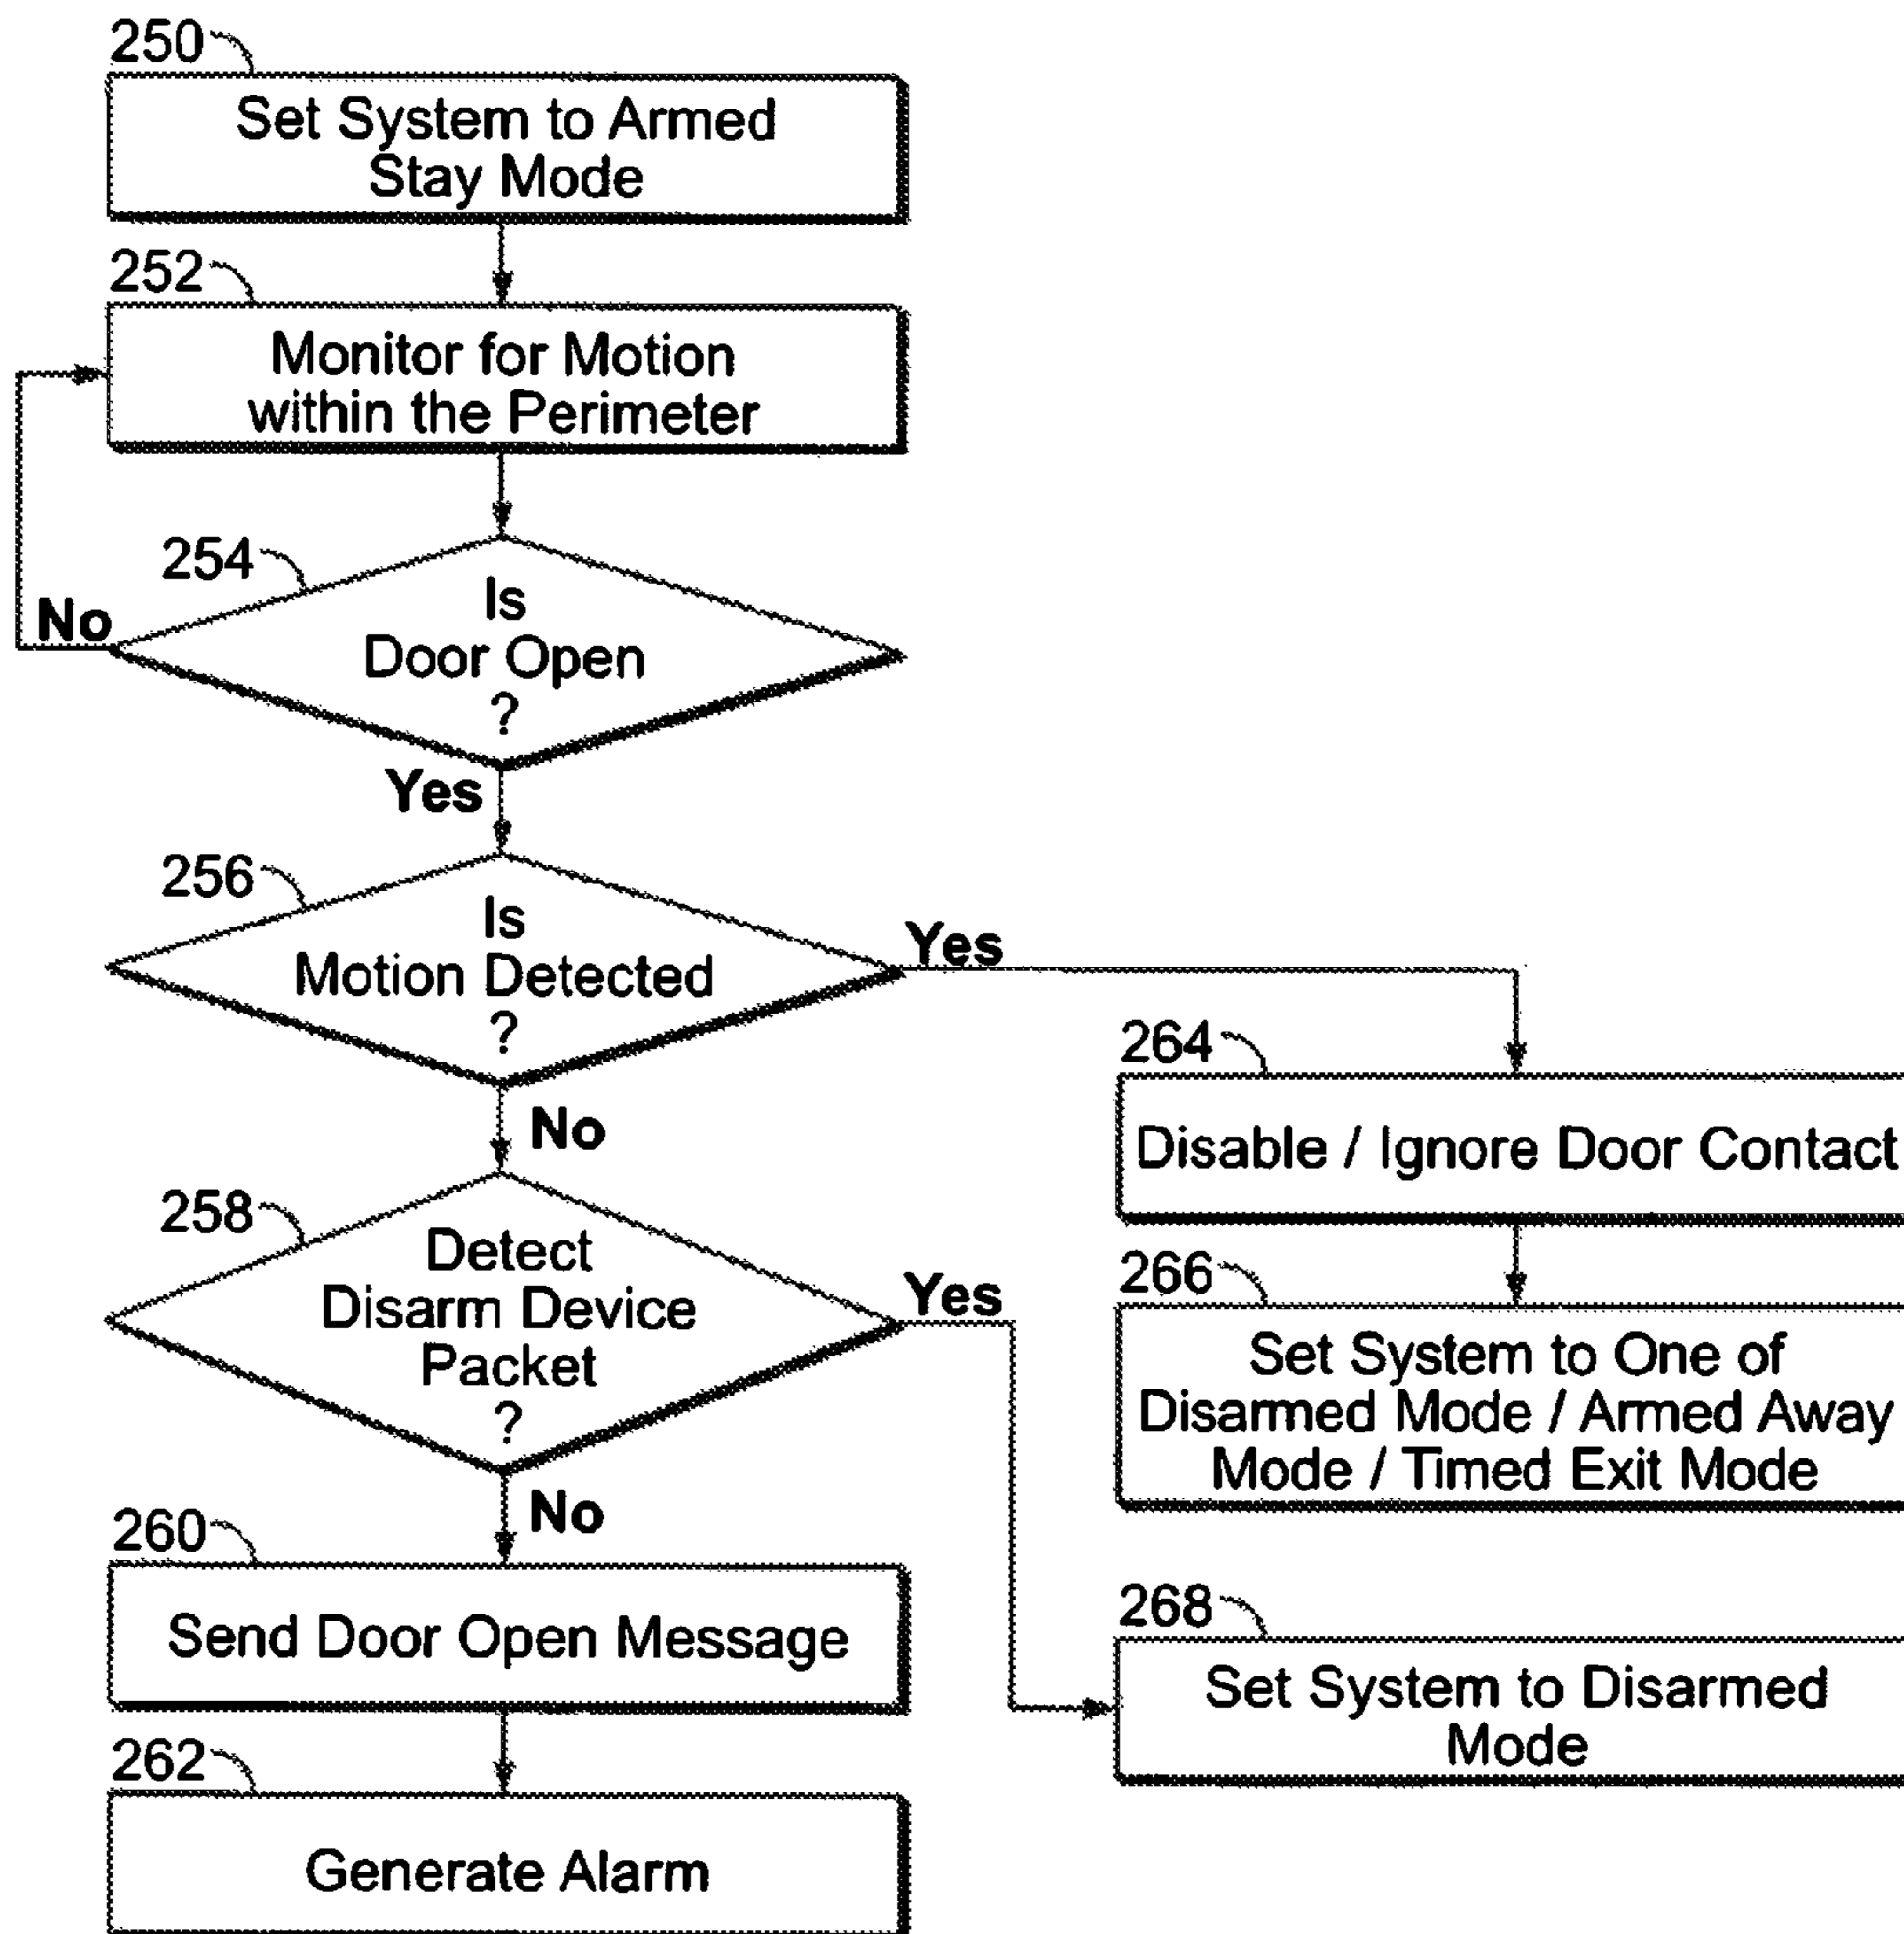 250
Set System to Armed
Stay Mode
252
Monitor for Motion
within the Perimeter
254
Is
Door Open
?
No
Yes
256
Is
Motion Detected
?
Yes
No
264
Disable / Ignore Door Contact
258
Detect
Disarm Device
Packet
?
Yes
No
266
Set System to One of
Disarmed Mode / Armed Away
Mode / Timed Exit Mode
260
Send Door Open Message
268
Set System to Disarmed
Mode
262
Generate Alarm